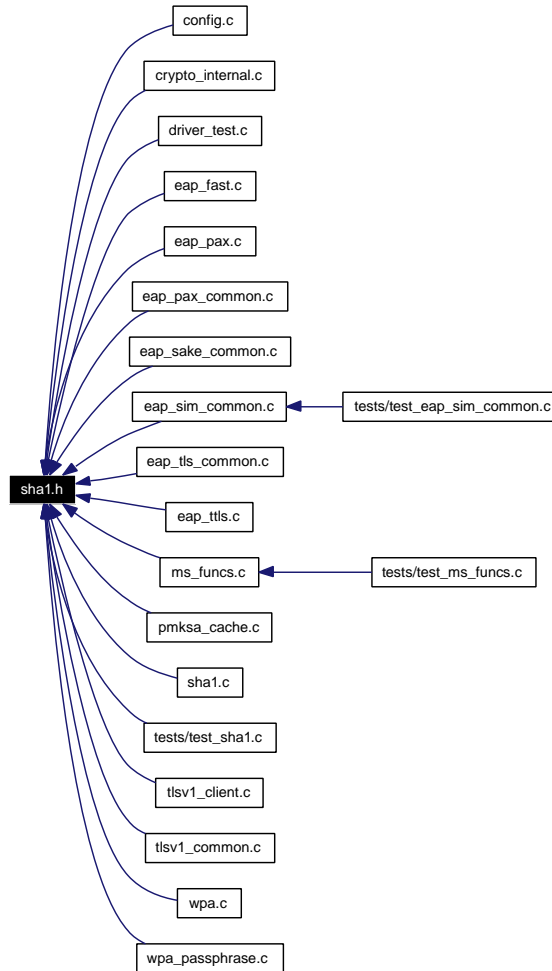 config.c
crypto_internal.c
driver_test.c
eap_fast.c
eap_pax.c
eap_pax_common.c
eap_sake_common.c
eap_sim_common.c
tests/test_eap_sim_common.c
eap_tls_common.c
sha1.h
eap_ttls.c
ms_funcs.c
tests/test_ms_funcs.c
pmksa_cache.c
sha1.c
tests/test_sha1.c
tlsv1_client.c
tlsv1_common.c
wpa.c
wpa_passphrase.c